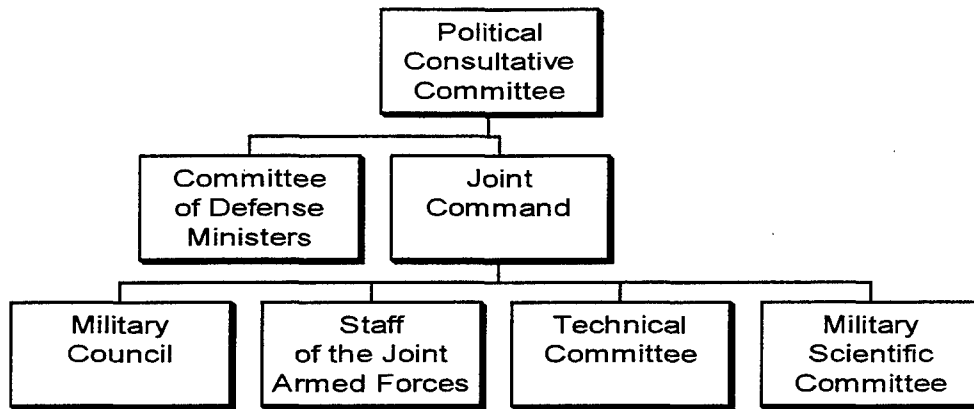 Political
Consultative
Committee
Committee
of Defense
Ministers
Joint
Command
Military
Council
Staff
of the Joint
Armed Forces
Technical
Committee
Military
Scientific
Committee